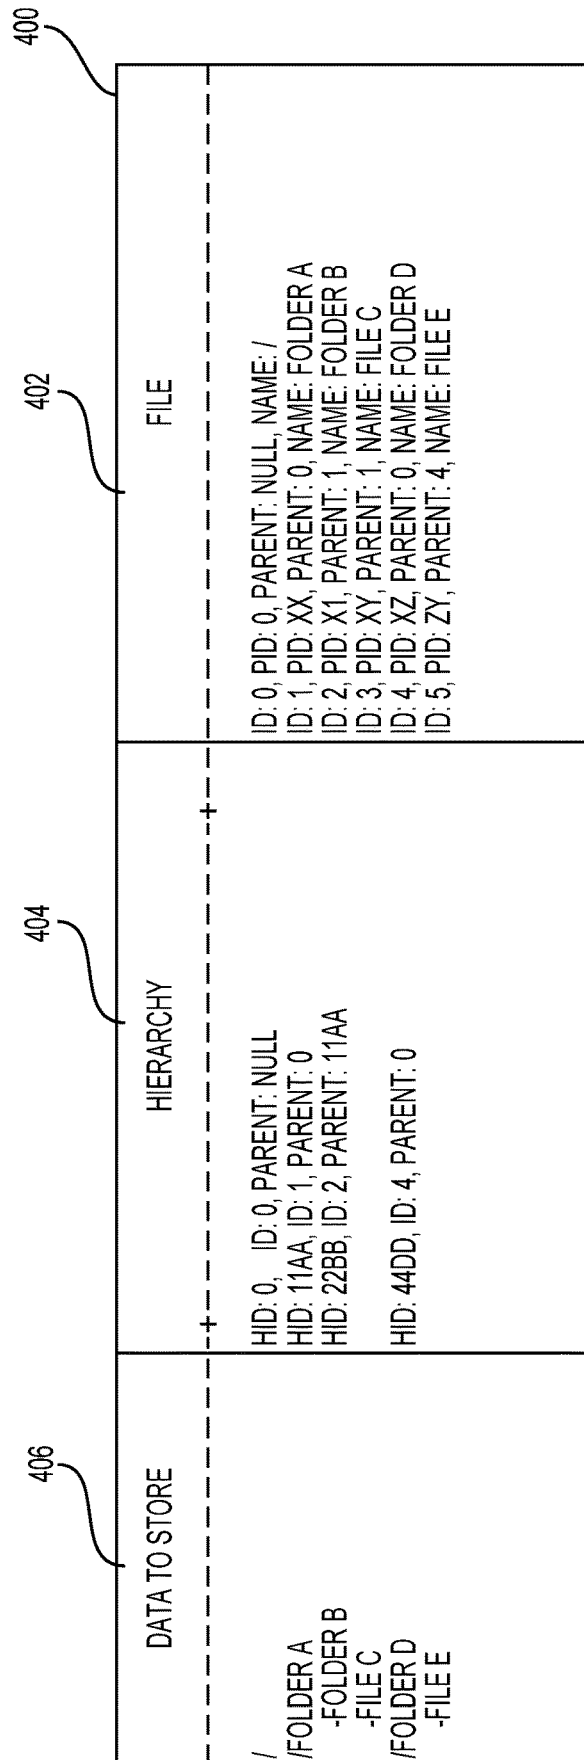 400
406
404
402
DATA TO STORE
HIERARCHY
FILE
/
/FOLDER A
-FOLDER B
-FILE C
/FOLDER D
-FILE E
HID: 0, ID: 0, PARENT: NULL
HID: 11AA, ID: 1, PARENT: 0
HID: 22BB, ID: 2, PARENT: 11AA
HID: 44DD, ID: 4, PARENT: 0
ID: 0, PID: 0, PARENT: NULL, NAME: /
ID: 1, PID: XX, PARENT: 0, NAME: FOLDER A
ID: 2, PID: X1, PARENT: 1, NAME: FOLDER B
ID: 3, PID: XY, PARENT: 1, NAME: FILE C
ID: 4, PID: XZ, PARENT: 0, NAME: FOLDER D
ID: 5, PID: ZY, PARENT: 4, NAME: FILE E